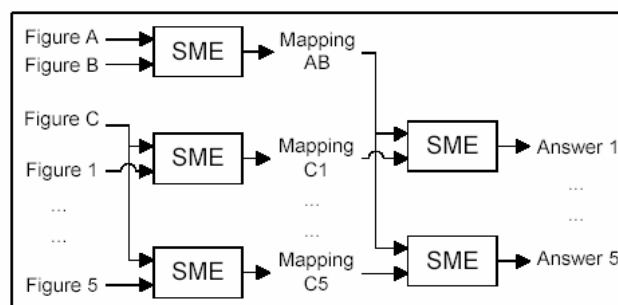 Figure A
Figure B
SME
Mapping
AB
Figure C
Figure 1
SME
Mapping
C1
SME
Answer 1
...
...
...
...
...
...
Figure 5
SME
Mapping
C5
SME
Answer 5